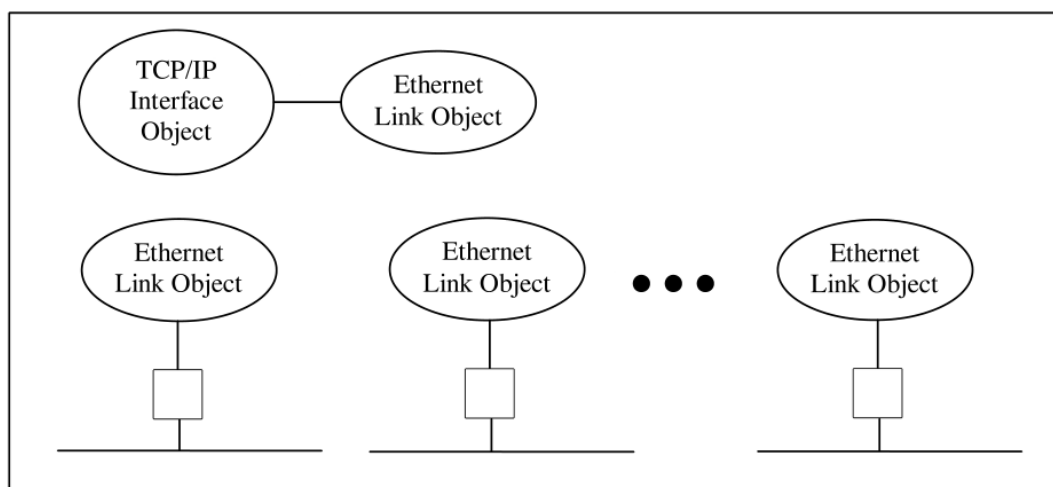 TCP/IP
Interface
Object
Ethernet
Link Object
Ethernet
Link Object
Ethernet
Link Object
Ethernet
Link Object